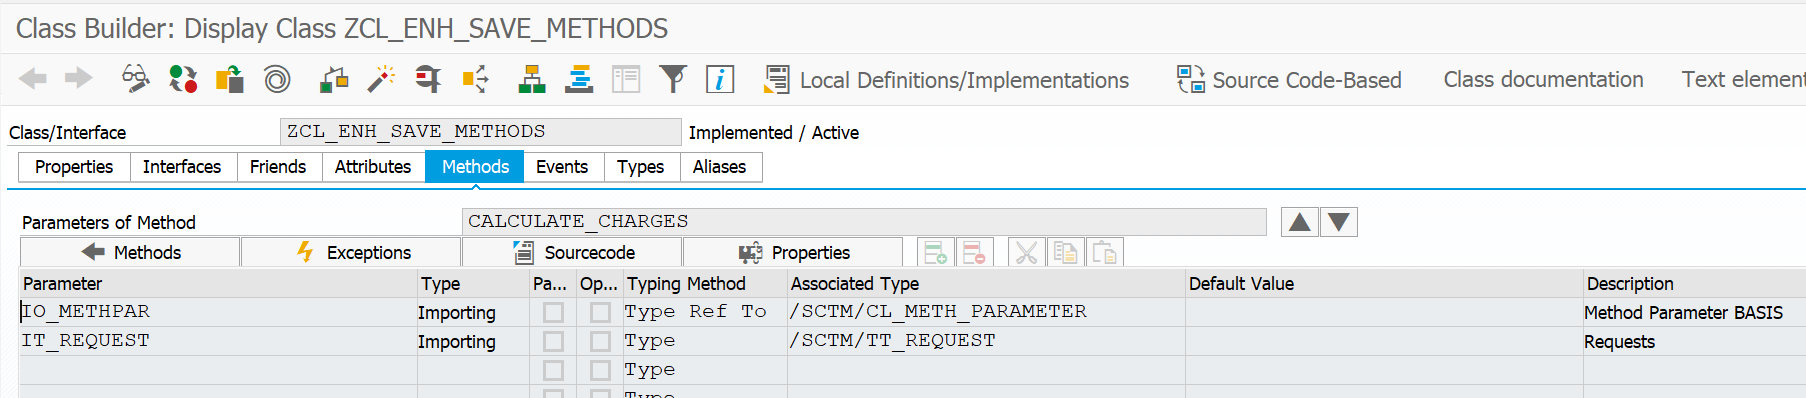 Class Builder: Display Class ZCL_ENH_SAVE_METHODS
Local Definitions/Implementations Source Code-Based Class documentation Text elemen
Class/Interface ZCL_ENH_SAVE_METHODS Implemented / Active
Properties Interfaces Friends Attributes Methods Events Types Aliases
Parameters of Method CALCULATE_CHARGES
Methods Exceptions Sourcecode Properties
Parameter Type Pa... Op... Typing Method Associated Type Default Value Description
IO_METHPAR Importing Type Ref To /SCTM/CL_METH_PARAMETER Method Parameter BASIS
IT_REQUEST Importing Type /SCTM/TT_REQUEST Requests
Type
Type